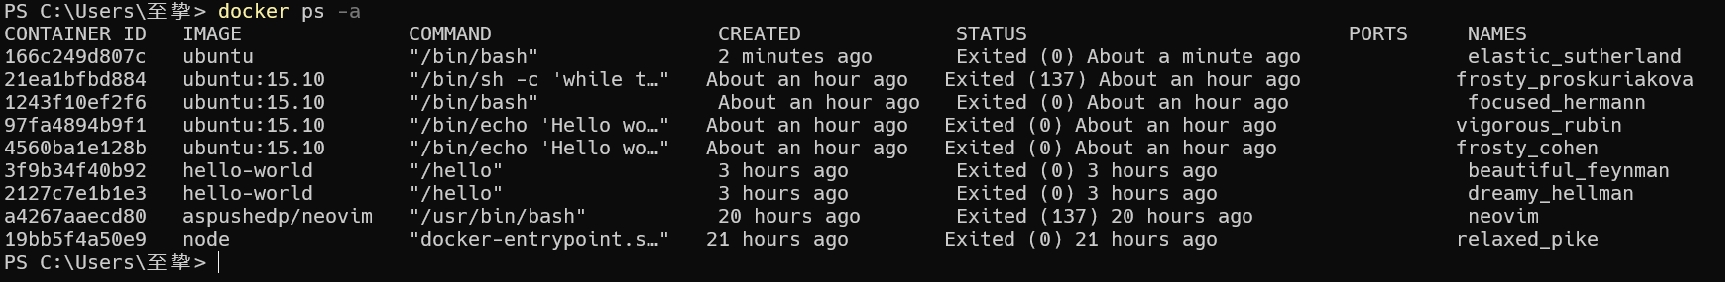 PS C:\Users\至挚> docker ps -a
CONTAINER ID   IMAGE              COMMAND                   CREATED             STATUS                           PORTS     NAMES
166c249d807c   ubuntu             "/bin/bash"               2 minutes ago       Exited (0) About a minute ago              elastic_sutherland
21ea1bfbd884   ubuntu:15.10       "/bin/sh -c 'while t…"   About an hour ago   Exited (137) About an hour ago             frosty_proskuriakova
1243f10ef2f6   ubuntu:15.10       "/bin/bash"               About an hour ago   Exited (0) About an hour ago               focused_hermann
97fa4894b9f1   ubuntu:15.10       "/bin/echo 'Hello wo…"   About an hour ago   Exited (0) About an hour ago               vigorous_rubin
4560ba1e128b   ubuntu:15.10       "/bin/echo 'Hello wo…"   About an hour ago   Exited (0) About an hour ago               frosty_cohen
3f9b34f40b92   hello-world        "/hello"                  3 hours ago         Exited (0) 3 hours ago                     beautiful_feynman
2127c7e1b1e3   hello-world        "/hello"                  3 hours ago         Exited (0) 3 hours ago                     dreamy_hellman
a4267aaecd80   aspushedp/neovim   "/usr/bin/bash"           20 hours ago        Exited (137) 20 hours ago                  neovim
19bb5f4a50e9   node               "docker-entrypoint.s…"   21 hours ago        Exited (0) 21 hours ago                    relaxed_pike
PS C:\Users\至挚>